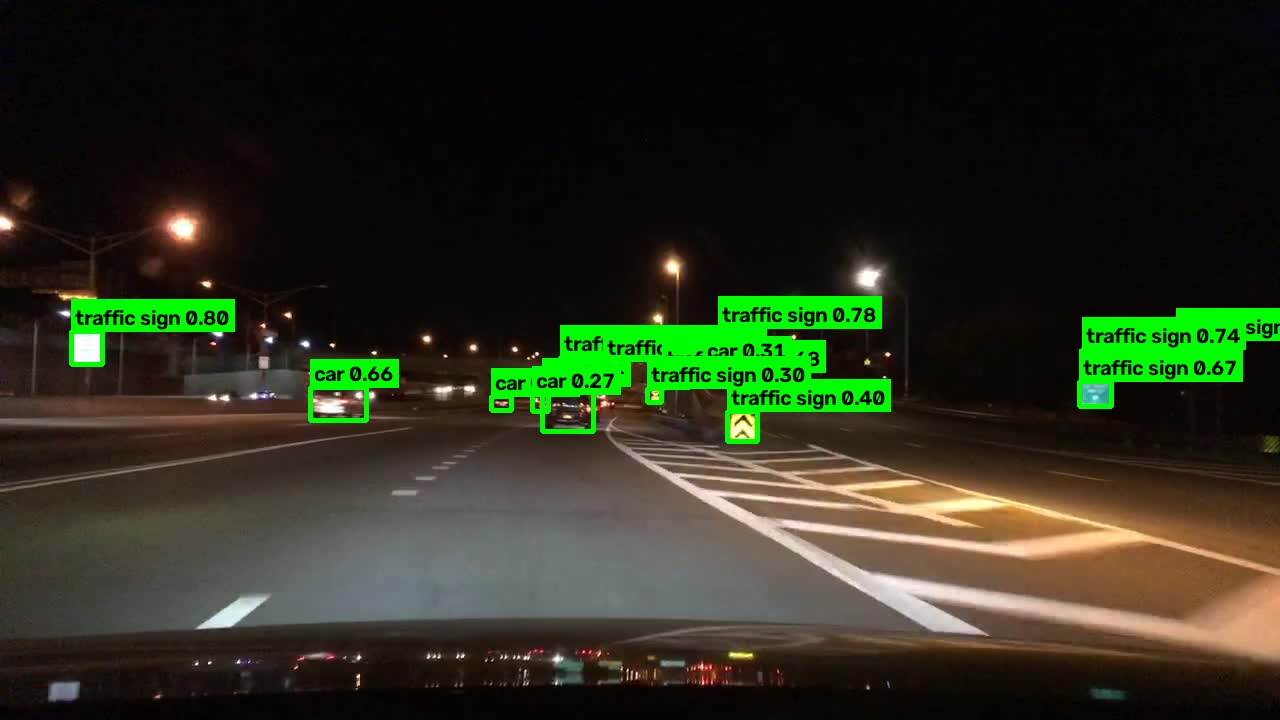 traffic sign 0.80
traffic sign 0.78
sign
traffic sign 0.74
traffic sign 0.67
car 0.31
car 0.66
car
car 0.27
traffic sign 0.30
traffic sign 0.40